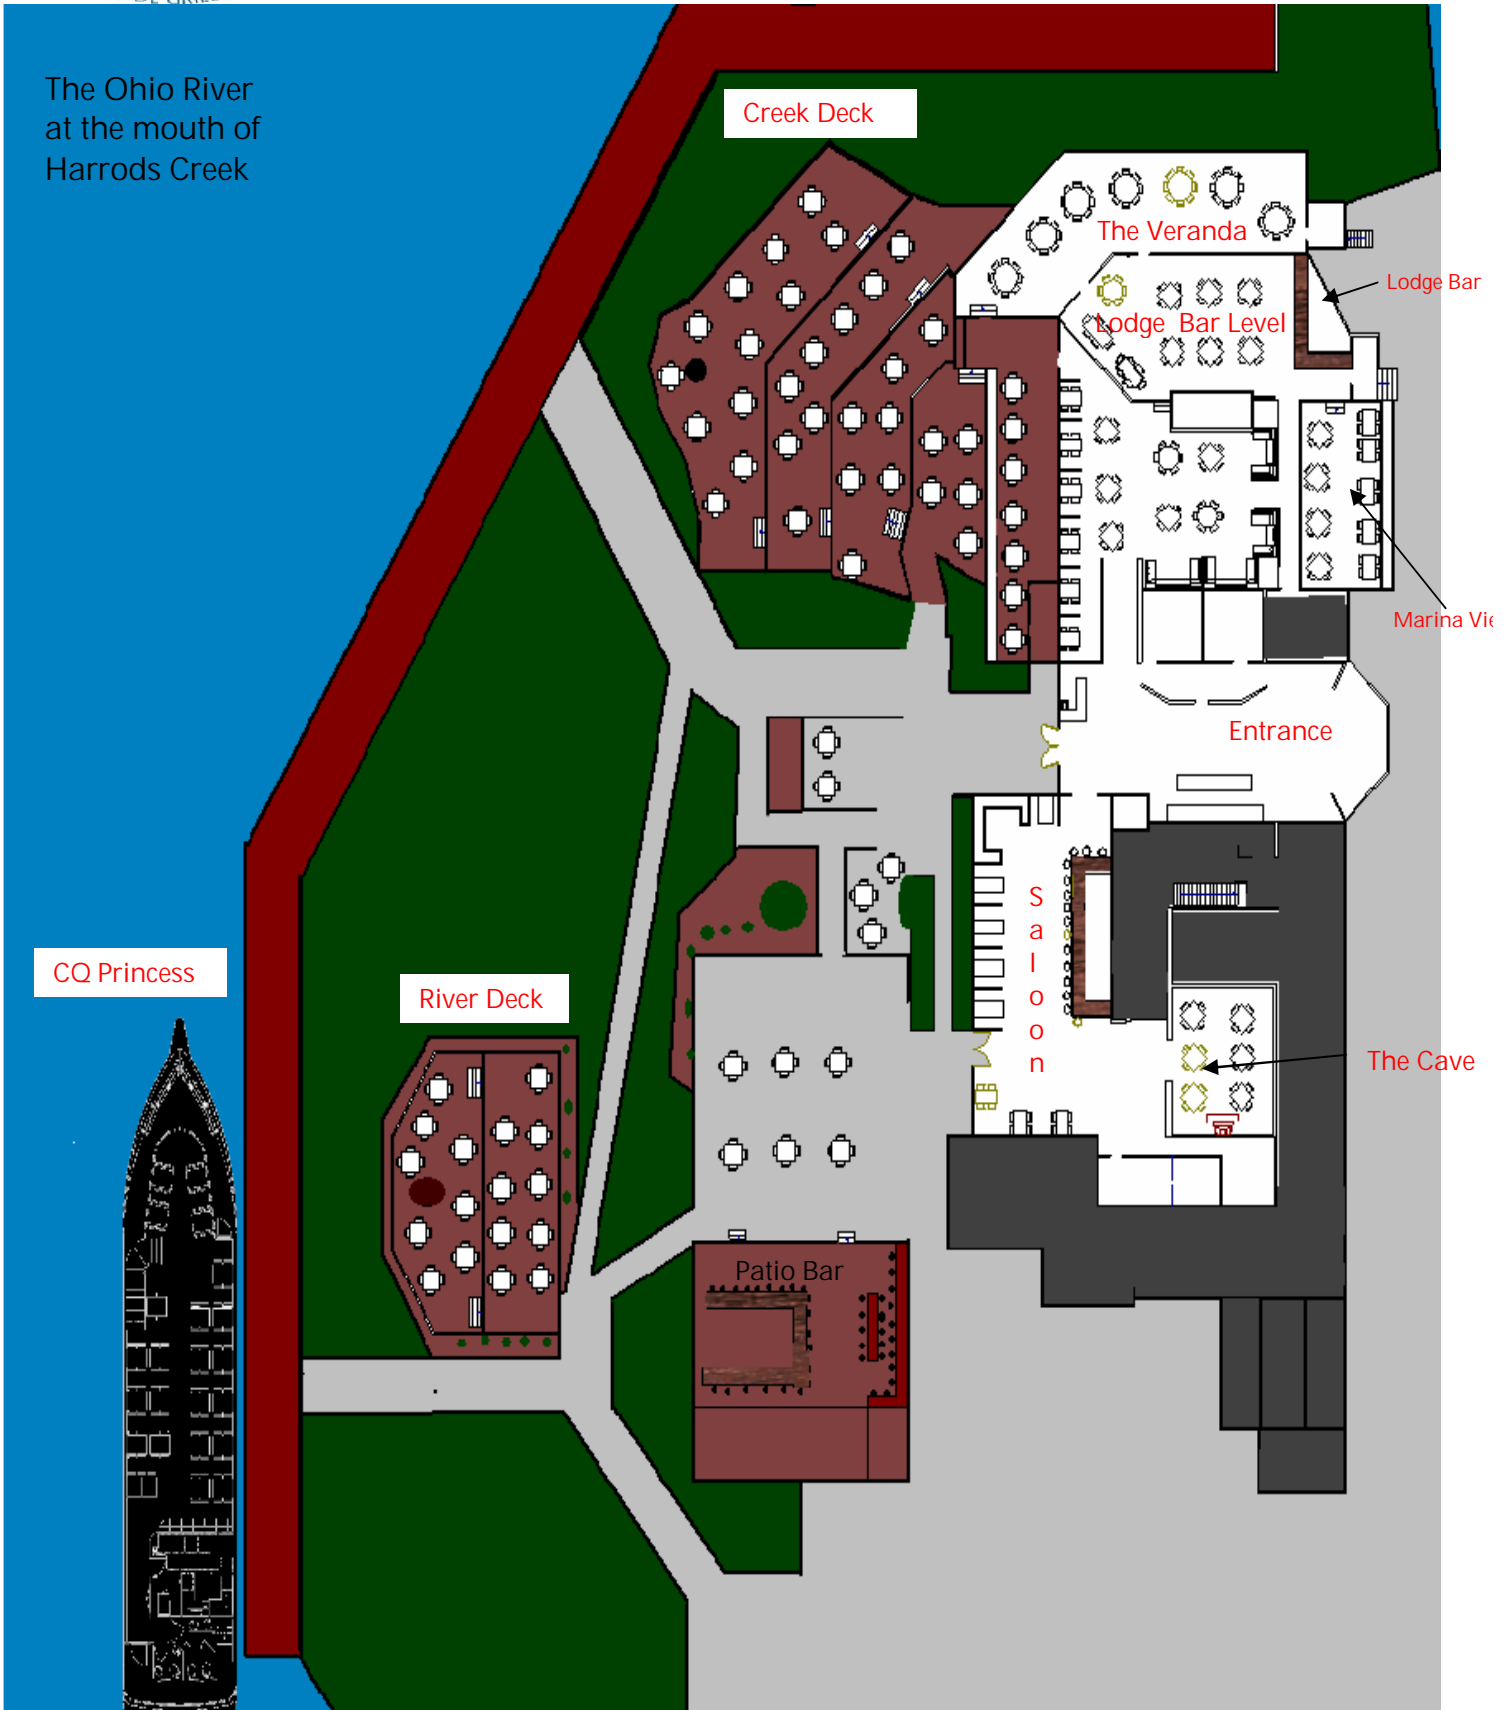 The Ohio River
at the mouth of
Harrods Creek
Creek Deck
The Veranda
Lodge Bar
Lodge Bar Level
Marina Vie
Entrance
Saloon
CQ Princess
River Deck
The Cave
Patio Bar